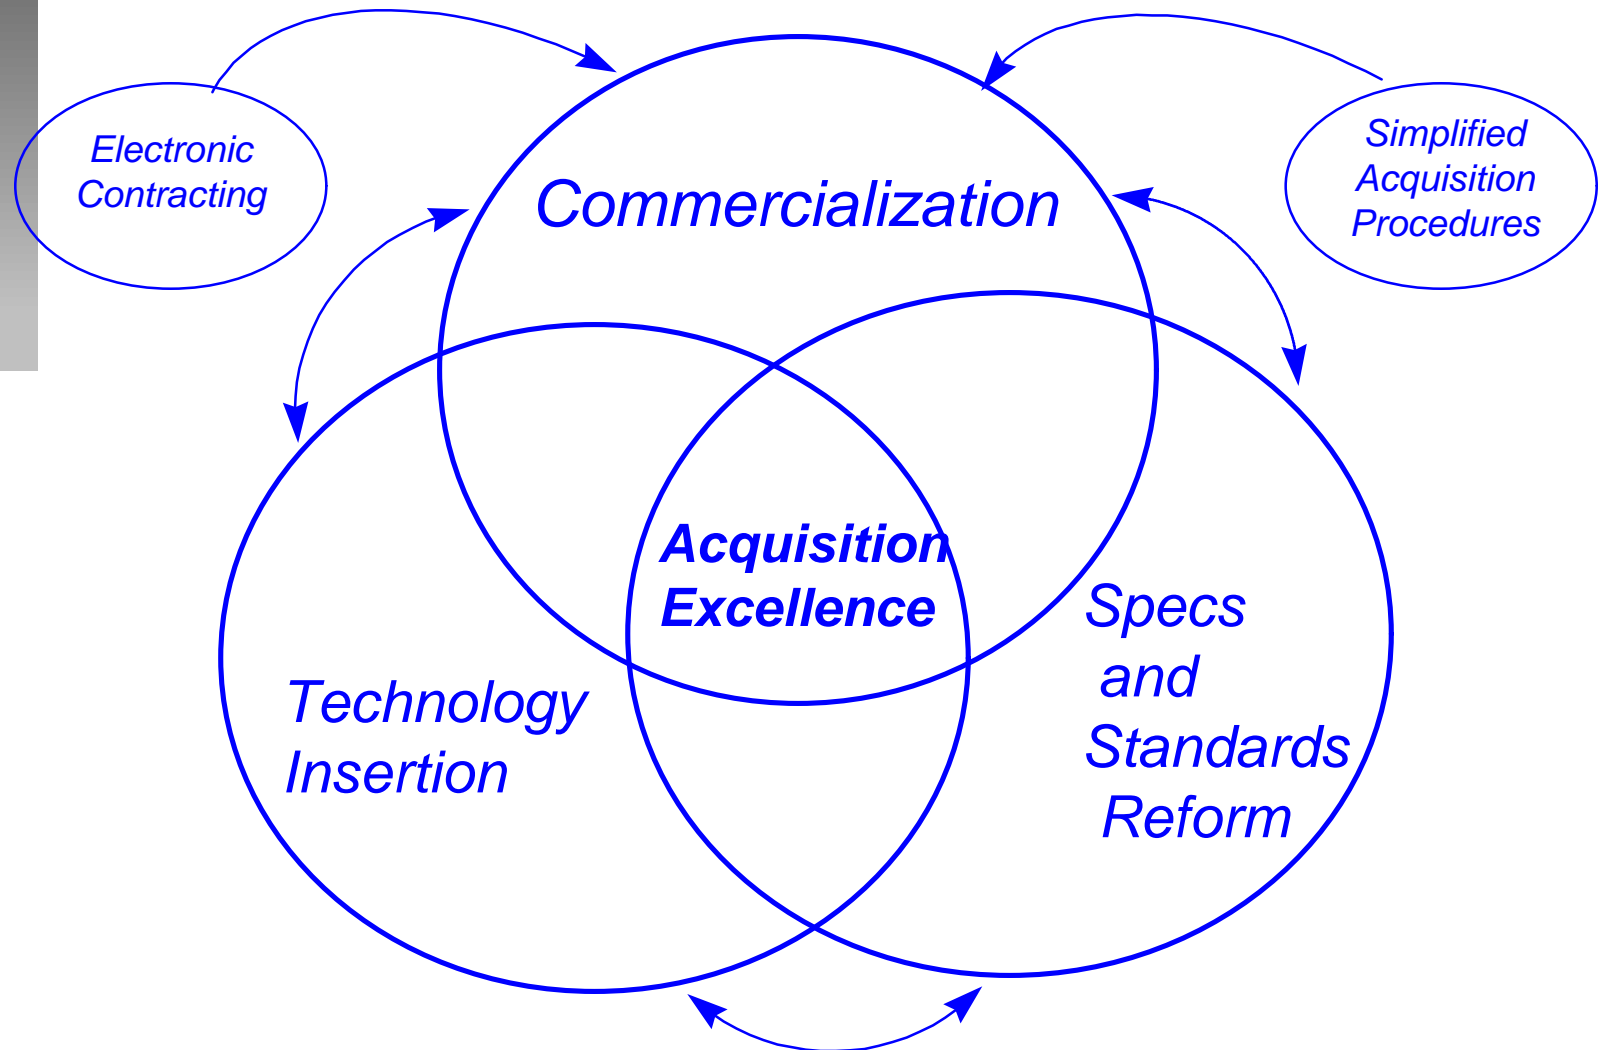 Electronic
Contracting
Simplified
Acquisition
Procedures
Commercialization
Acquisition
Excellence
Specs
and
Standards
Reform
Technology
Insertion